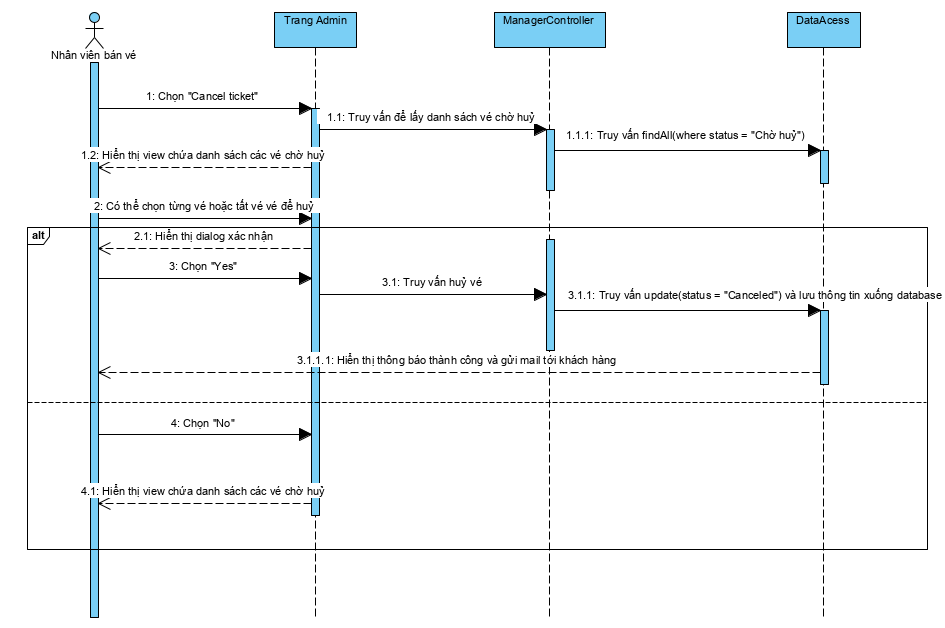 Trang Admin
ManagerController
DataAcess
Nhân viên bán vé
1: Chọn "Cancel ticket"
1.1: Truy vấn để lấy danh sách vé chờ huỷ
1.1.1: Truy vấn findAll(where status = "Chờ huỷ")
1.2: Hiển thị view chứa danh sách các vé chờ huỷ
2: Có thể chọn từng vé hoặc tất vé vé để huỷ
alt
2.1: Hiển thị dialog xác nhận
3: Chọn "Yes"
3.1: Truy vấn huỷ vé
3.1.1: Truy vấn update(status = "Canceled") và lưu thông tin xuống database
3.1.1.1: Hiển thị thông báo thành công và gửi mail tới khách hàng
4: Chọn "No"
4.1: Hiển thị view chứa danh sách các vé chờ huỷ